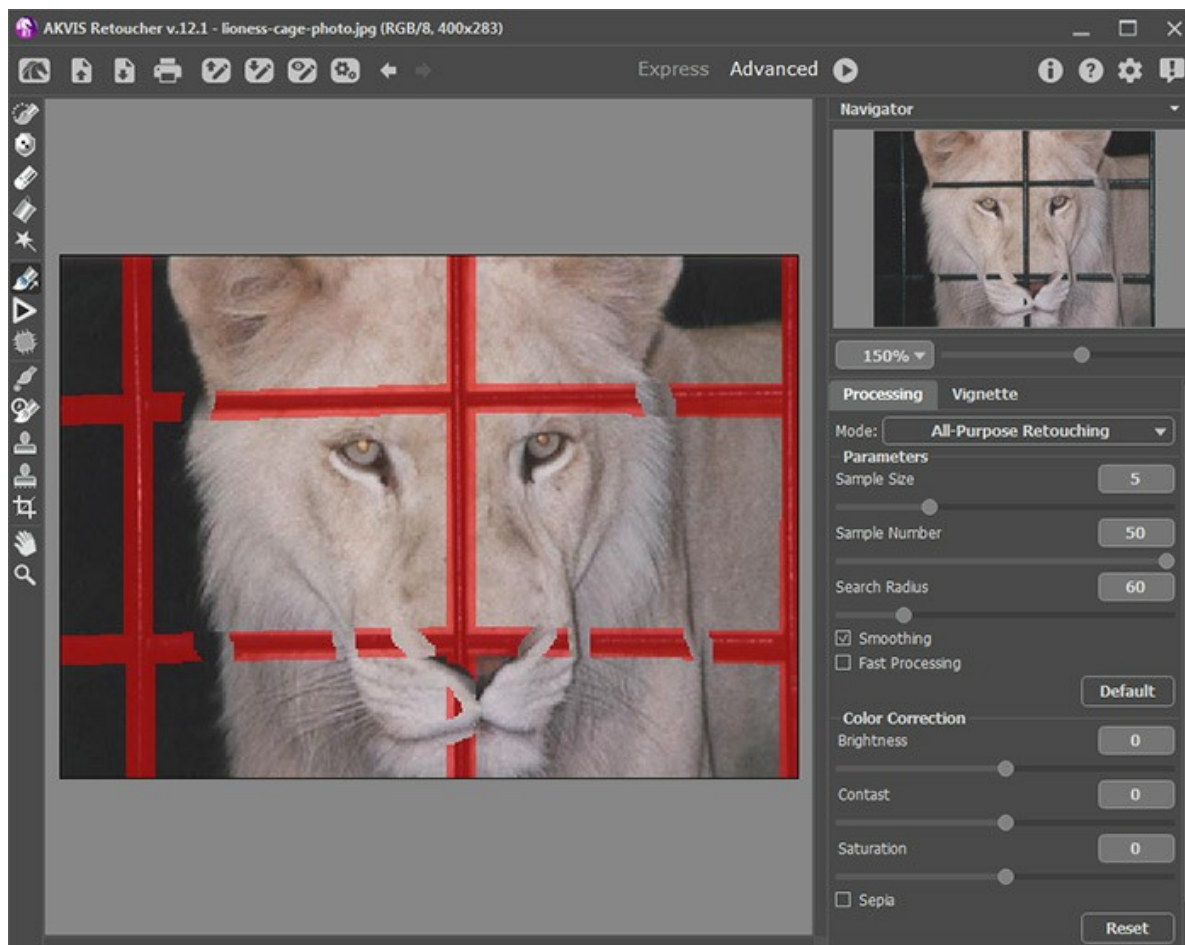 AKVIS Retoucher v.12.1 - lioness-cage-photo.jpg (RGB/8, 400x283)
Express Advanced
Navigator
150%
Processing Vignette
Mode: All-Purpose Retouching
Parameters
Sample Size 5
Sample Number 50
Search Radius 60
Smoothing
Fast Processing
Default
Color Correction
Brightness 0
Contast 0
Saturation 0
Sepia
Reset